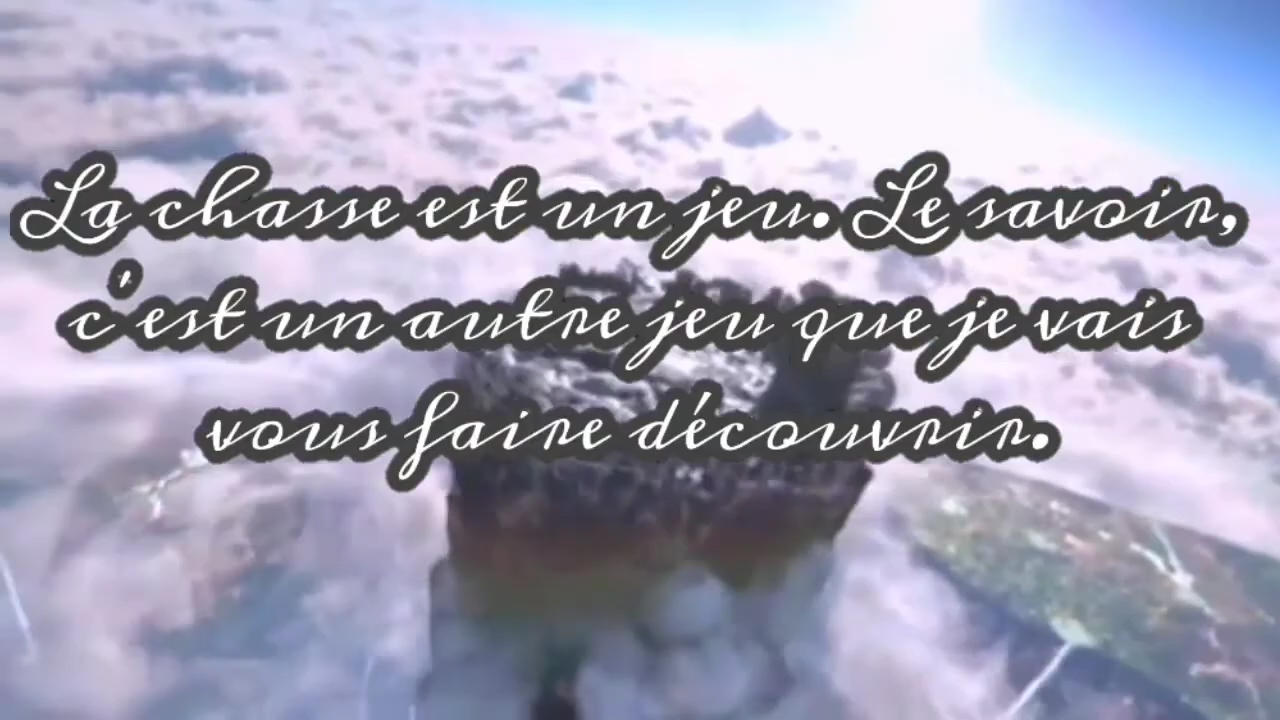 La chasse est un jeu. Le savoir,
c'est un autre jeu que je vais
vous faire découvrir.